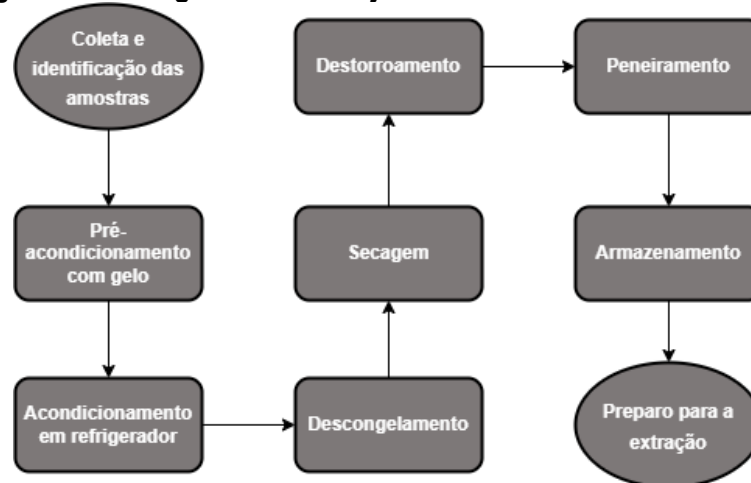 Coleta e
identificação das
amostras
Pré-
acondicionamento
com gelo
Acondicionamento
em refrigerador
Descongelamento
Secagem
Destorroamento
Peneiramento
Armazenamento
Preparo para a
extração